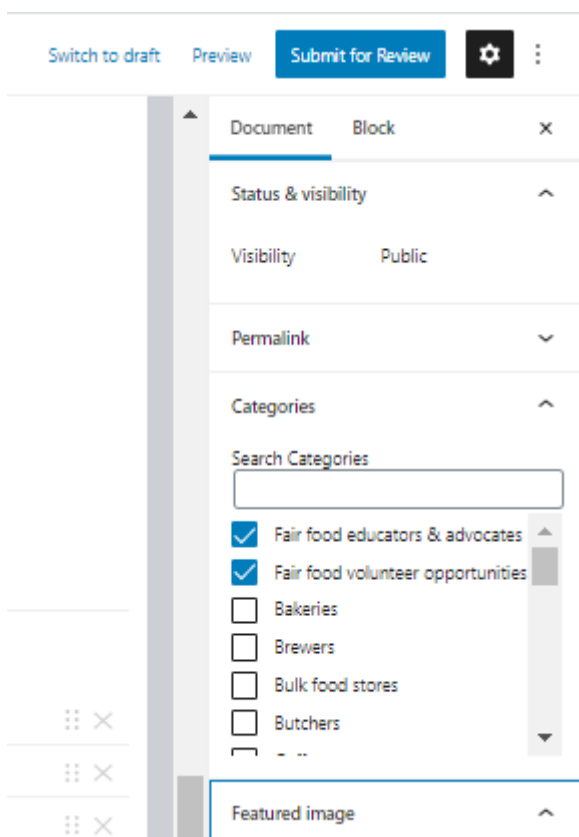 Switch to draft Preview Submit for Review
Document Block
Status & visibility
Visibility Public
Permalink
Categories
Search Categories
Fair food educators & advocates
Fair food volunteer opportunities
Bakeries
Brewers
Bulk food stores
Butchers
Featured image